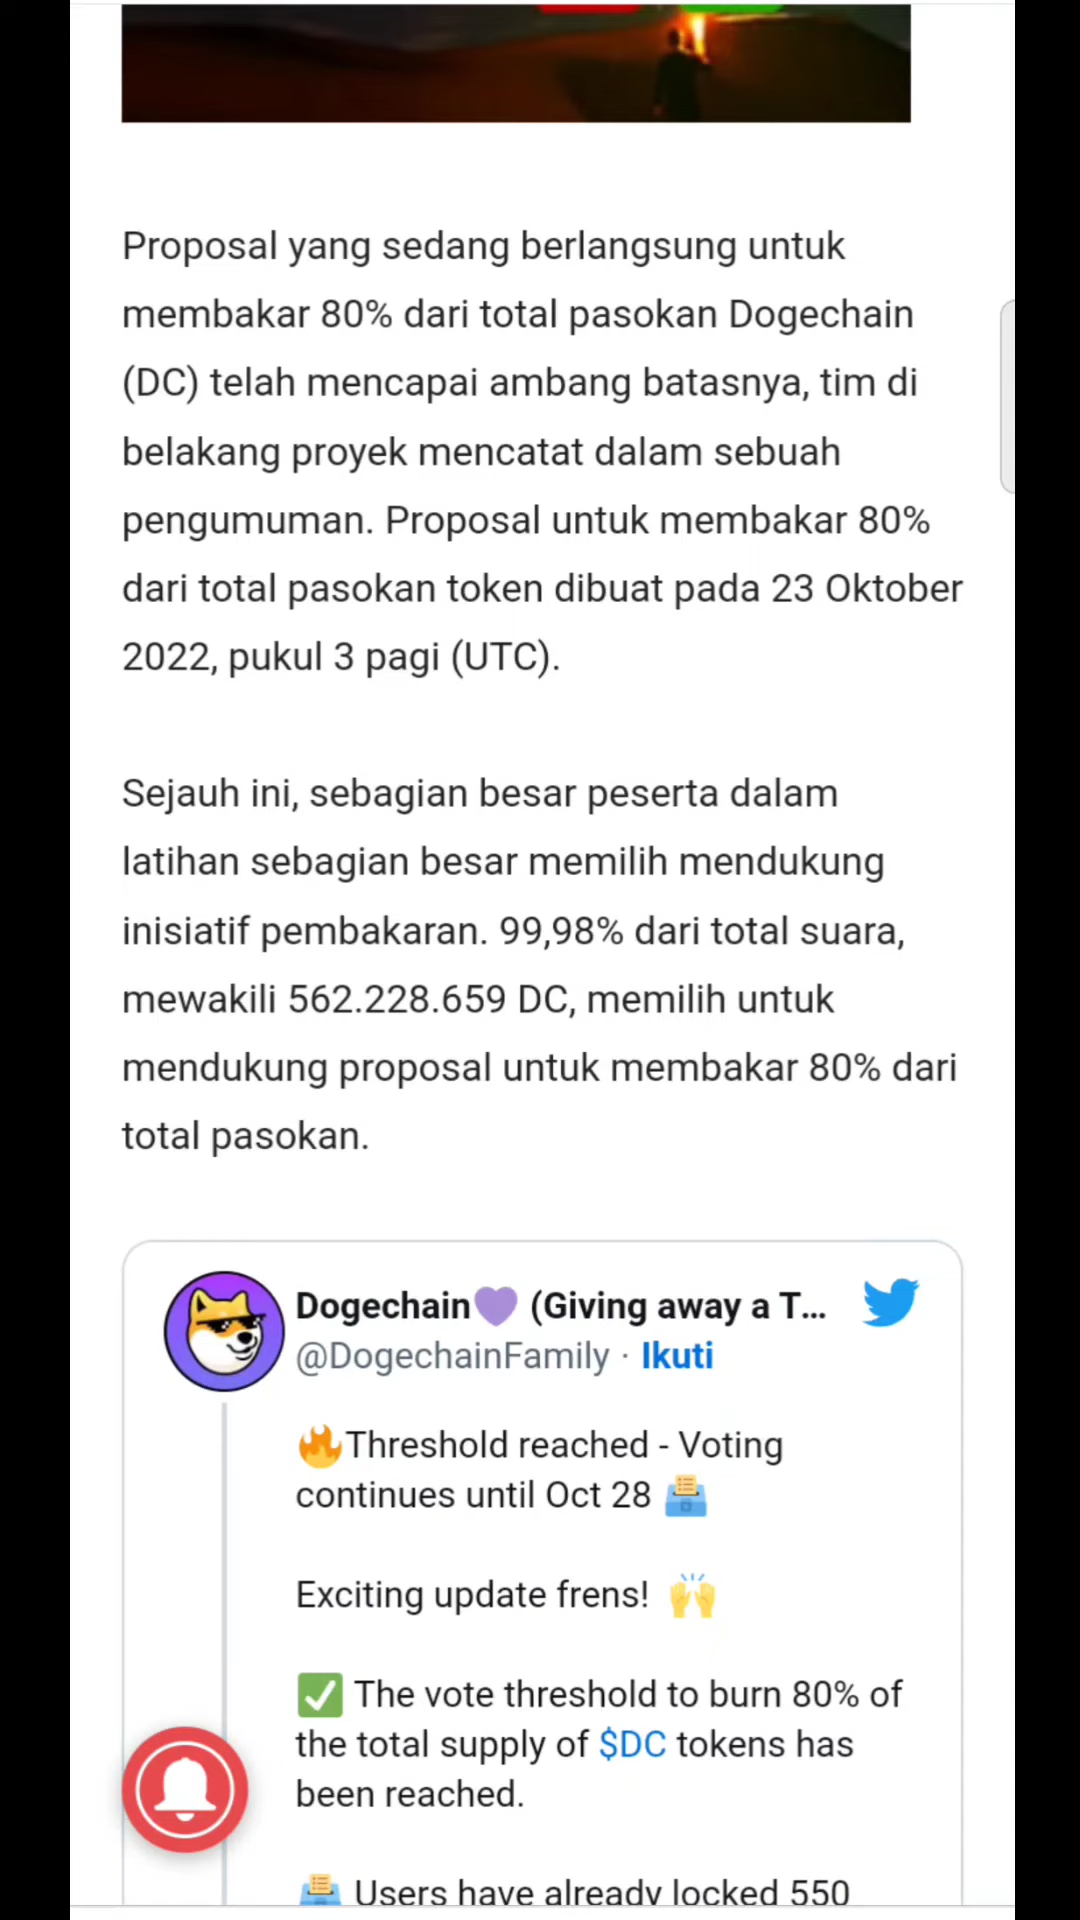 Proposal yang sedang berlangsung untuk
membakar 80% dari total pasokan Dogechain
(DC) telah mencapai ambang batasnya, tim di
belakang proyek mencatat dalam sebuah
pengumuman. Proposal untuk membakar 80%
dari total pasokan token dibuat pada 23 Oktober
2022, pukul 3 pagi (UTC).
Sejauh ini, sebagian besar peserta dalam
latihan sebagian besar memilih mendukung
inisiatif pembakaran. 99,98% dari total suara,
mewakili 562.228.659 DC, memilih untuk
mendukung proposal untuk membakar 80% dari
total pasokan.
Dogechain💜 (Giving away a T...
@DogechainFamily · Ikuti
🔥Threshold reached - Voting
continues until Oct 28 🗳️
Exciting update frens! 🙌
✅ The vote threshold to burn 80% of
the total supply of $DC tokens has
been reached.
🗳️ Users have already locked 550